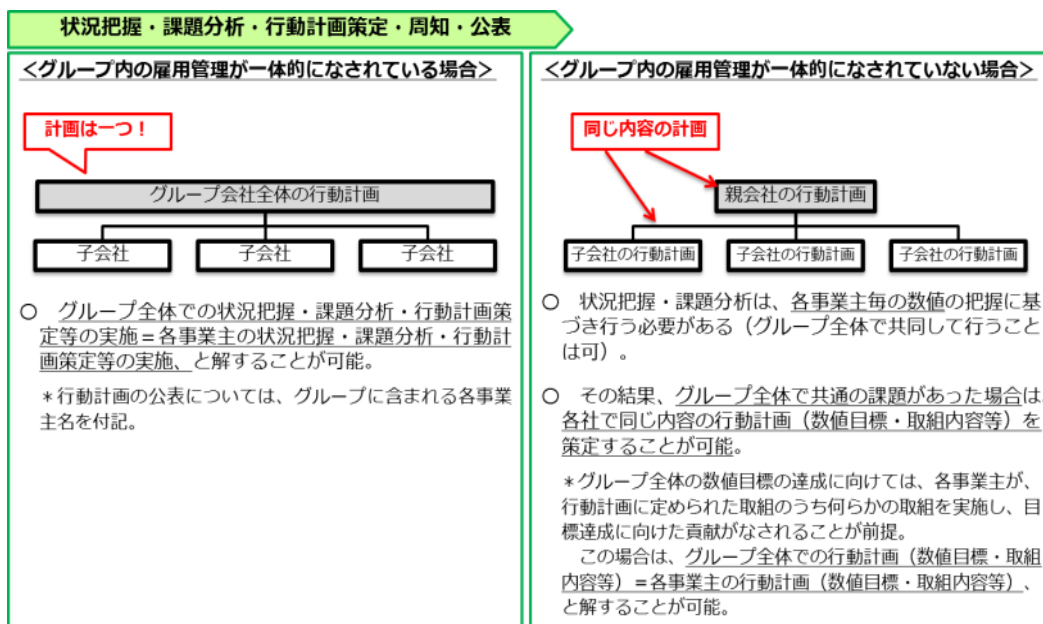 状況把握・課題分析・行動計画策定・周知・公表
＜グループ内の雇用管理が一体的になされている場合＞
計画は一つ！
グループ会社全体の行動計画
子会社
子会社
子会社
○　グループ全体での状況把握・課題分析・行動計画策
定等の実施＝各事業主の状況把握・課題分析・行動計
画策定等の実施、と解することが可能。
＊行動計画の公表については、グループに含まれる各事業
主名を付記。
＜グループ内の雇用管理が一体的になされていない場合＞
同じ内容の計画
親会社の行動計画
子会社の行動計画
子会社の行動計画
子会社の行動計画
○　状況把握・課題分析は、各事業主毎の数値の把握に基
づき行う必要がある（グループ全体で共同して行うこと
は可）。
○　その結果、グループ全体で共通の課題があった場合は
各社で同じ内容の行動計画（数値目標・取組内容等）を
策定することが可能。
＊グループ全体の数値目標の達成に向けては、各事業主が、
行動計画に定められた取組のうち何らかの取組を実施し、目
標達成に向けた貢献がなされることが前提。
この場合は、グループ全体での行動計画（数値目標・取組
内容等）＝各事業主の行動計画（数値目標・取組内容等）、
と解することが可能。